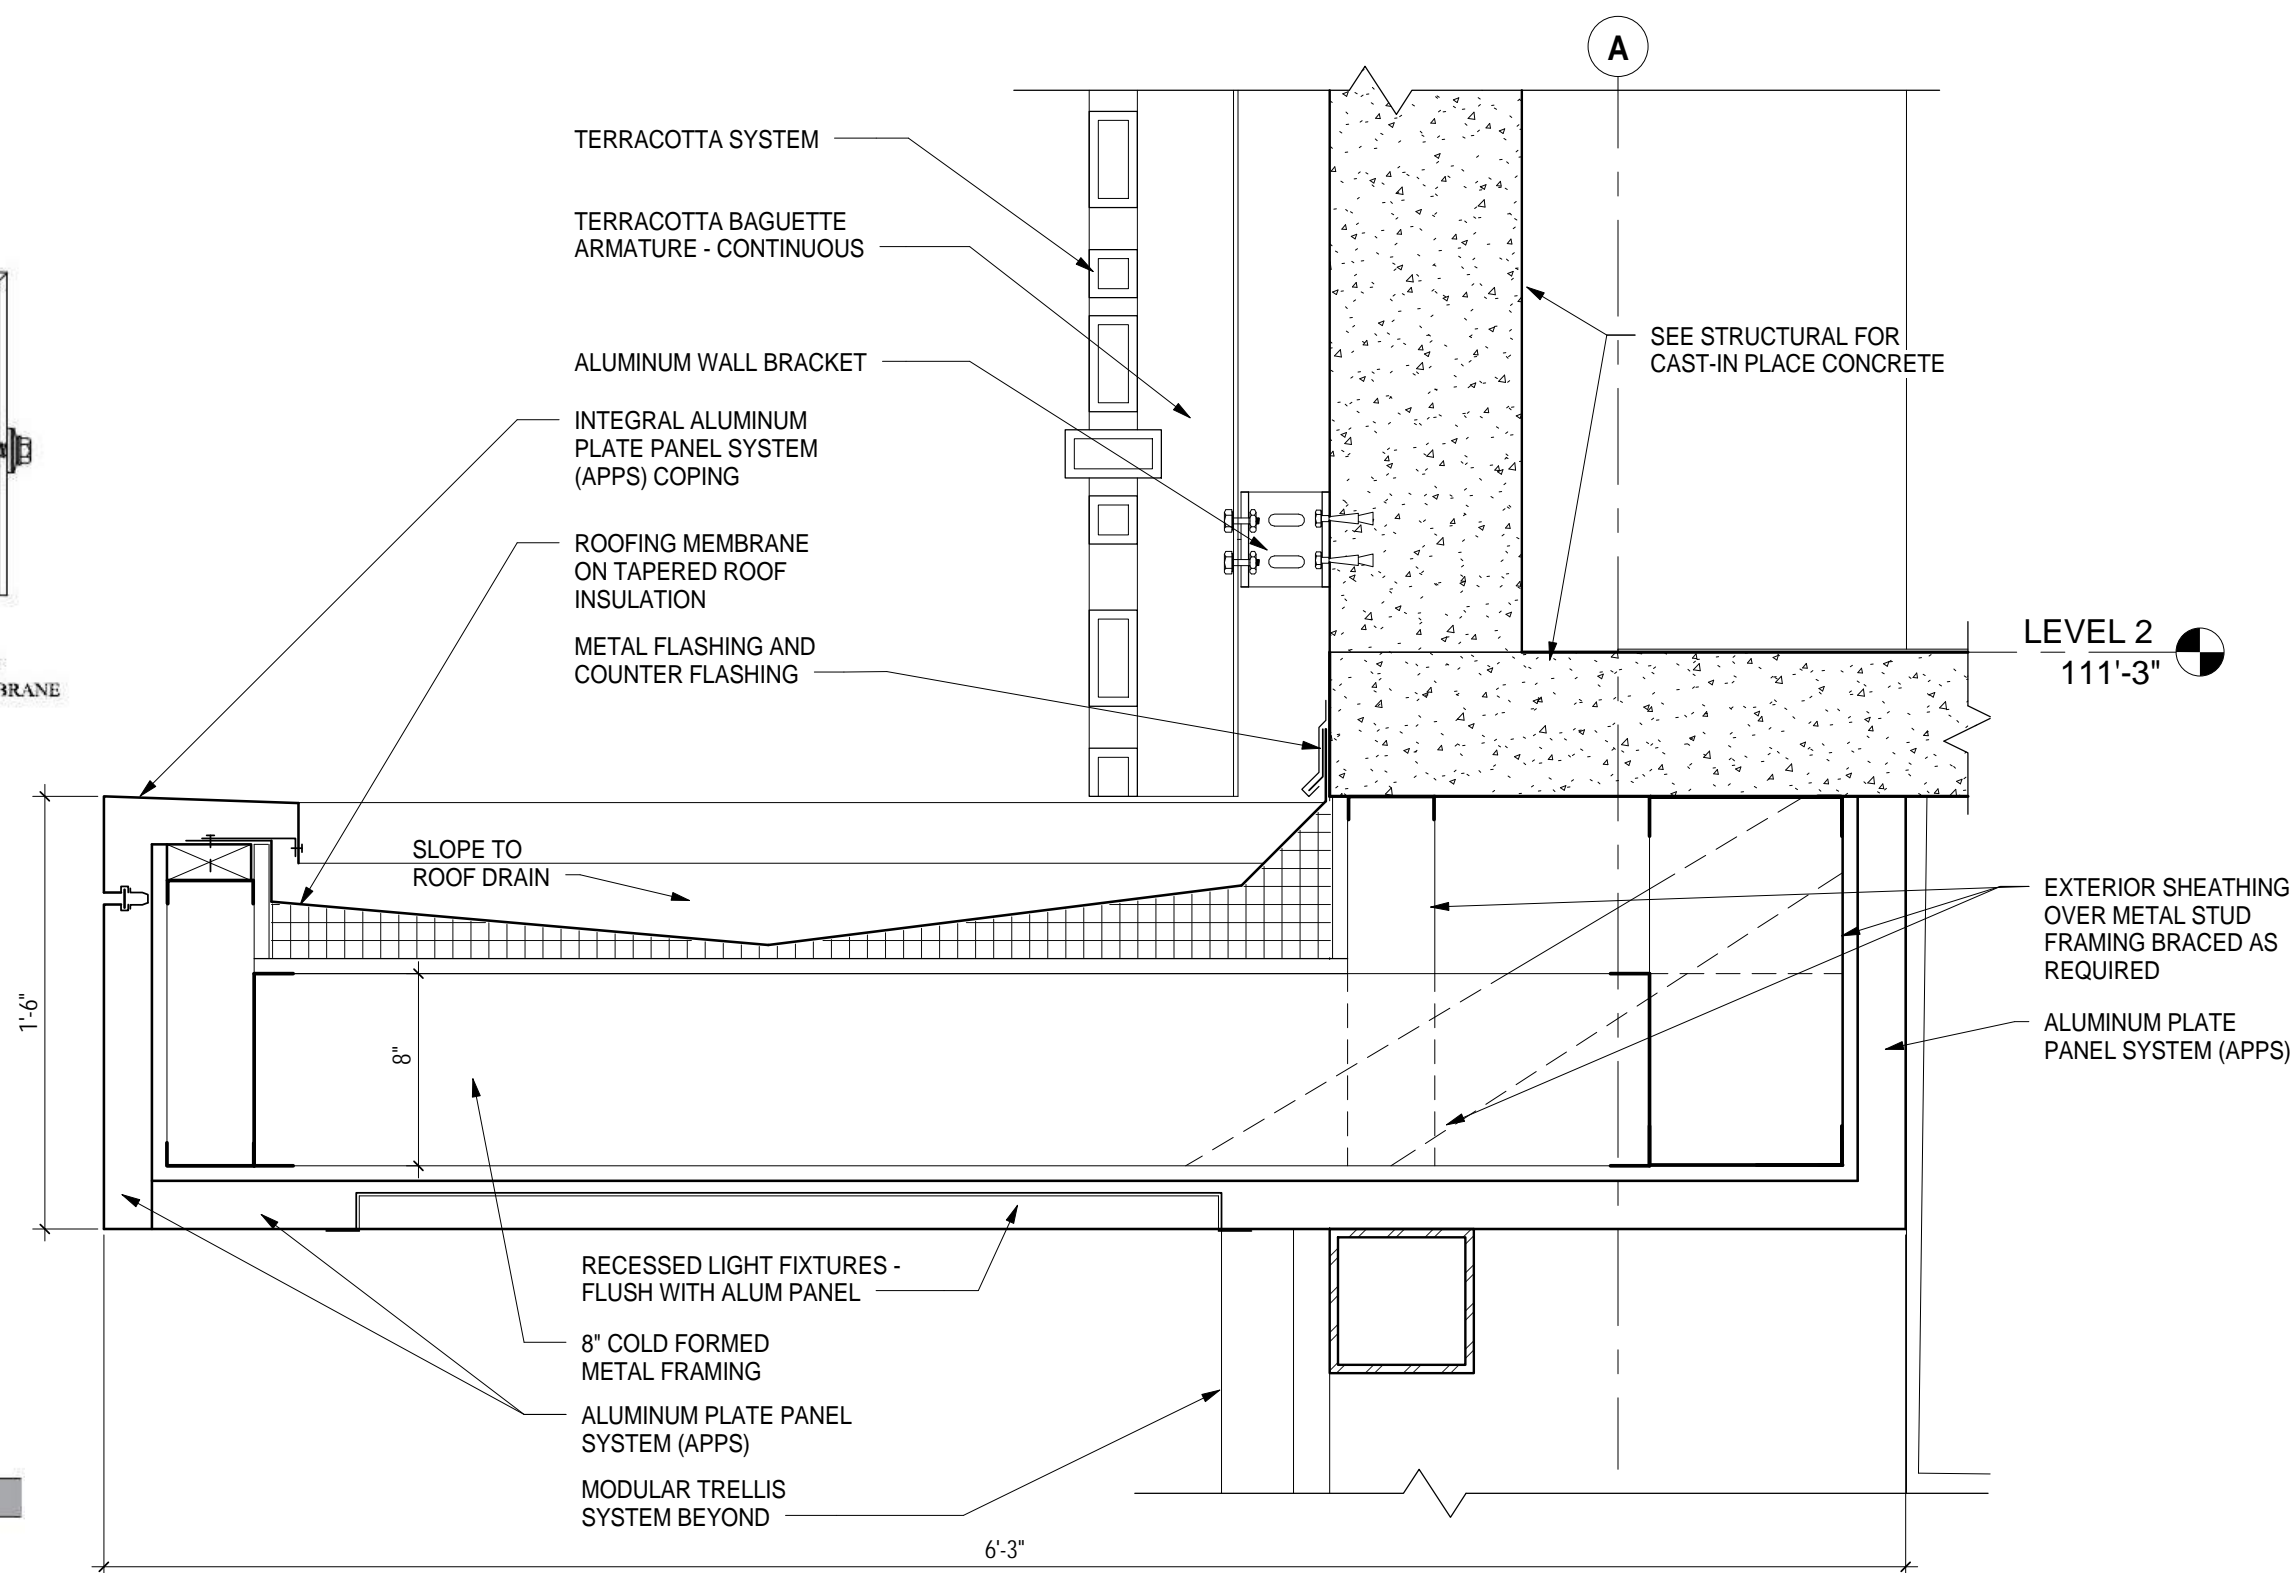 A
TERRACOTTA SYSTEM
TERRACOTTA BAGUETTE
ARMATURE - CONTINUOUS
ALUMINUM WALL BRACKET
INTEGRAL ALUMINUM
PLATE PANEL SYSTEM
(APPS) COPING
ROOFING MEMBRANE
ON TAPERED ROOF
INSULATION
METAL FLASHING AND
COUNTER FLASHING
SEE STRUCTURAL FOR
CAST-IN PLACE CONCRETE
LEVEL 2
111'-3"
BRANE
SLOPE TO
ROOF DRAIN
1'-6"
8"
EXTERIOR SHEATHING
OVER METAL STUD
FRAMING BRACED AS
REQUIRED
ALUMINUM PLATE
PANEL SYSTEM (APPS)
RECESSED LIGHT FIXTURES -
FLUSH WITH ALUM PANEL
8" COLD FORMED
METAL FRAMING
ALUMINUM PLATE PANEL
SYSTEM (APPS)
MODULAR TRELLIS
SYSTEM BEYOND
6'-3"